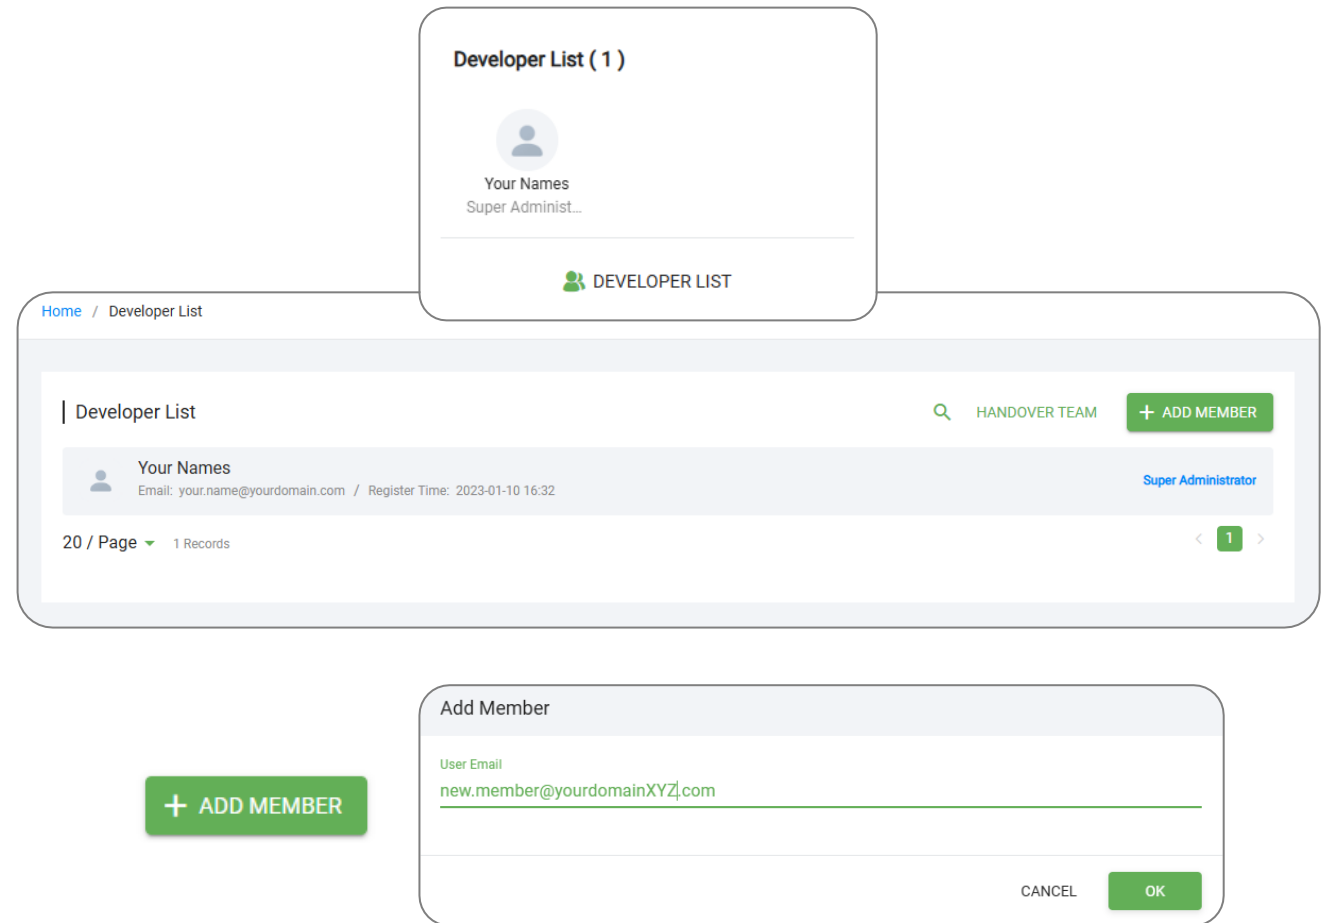 Developer List ( 1 )
Your Names
Super Administ...
DEVELOPER LIST
Home / Developer List
Developer List
HANDOVER TEAM
+ ADD MEMBER
Your Names
Email: your.name@yourdomain.com / Register Time: 2023-01-10 16:32
Super Administrator
20 / Page
1 Records
< 1 >
+ ADD MEMBER
Add Member
User Email
new.member@yourdomainXYZ.com
CANCEL
OK